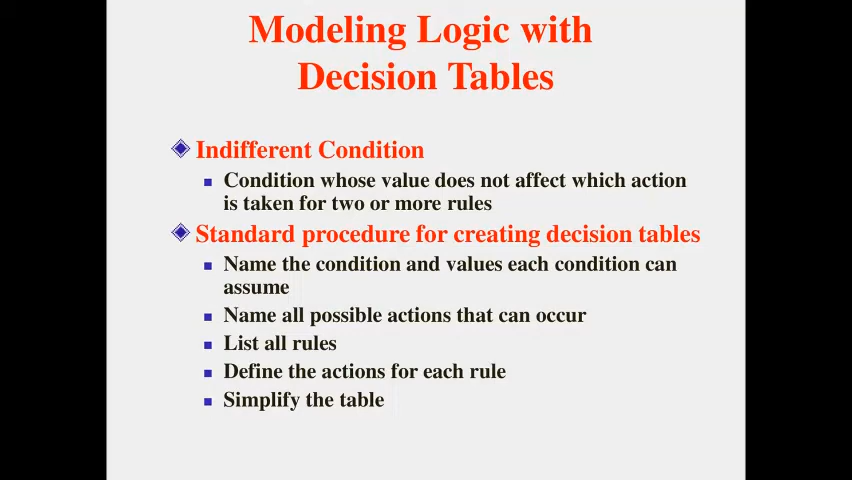 Modeling Logic with
Decision Tables
Indifferent Condition
Condition whose value does not affect which action
is taken for two or more rules
Standard procedure for creating decision tables
Name the condition and values each condition can
assume
Name all possible actions that can occur
List all rules
Define the actions for each rule
Simplify the table